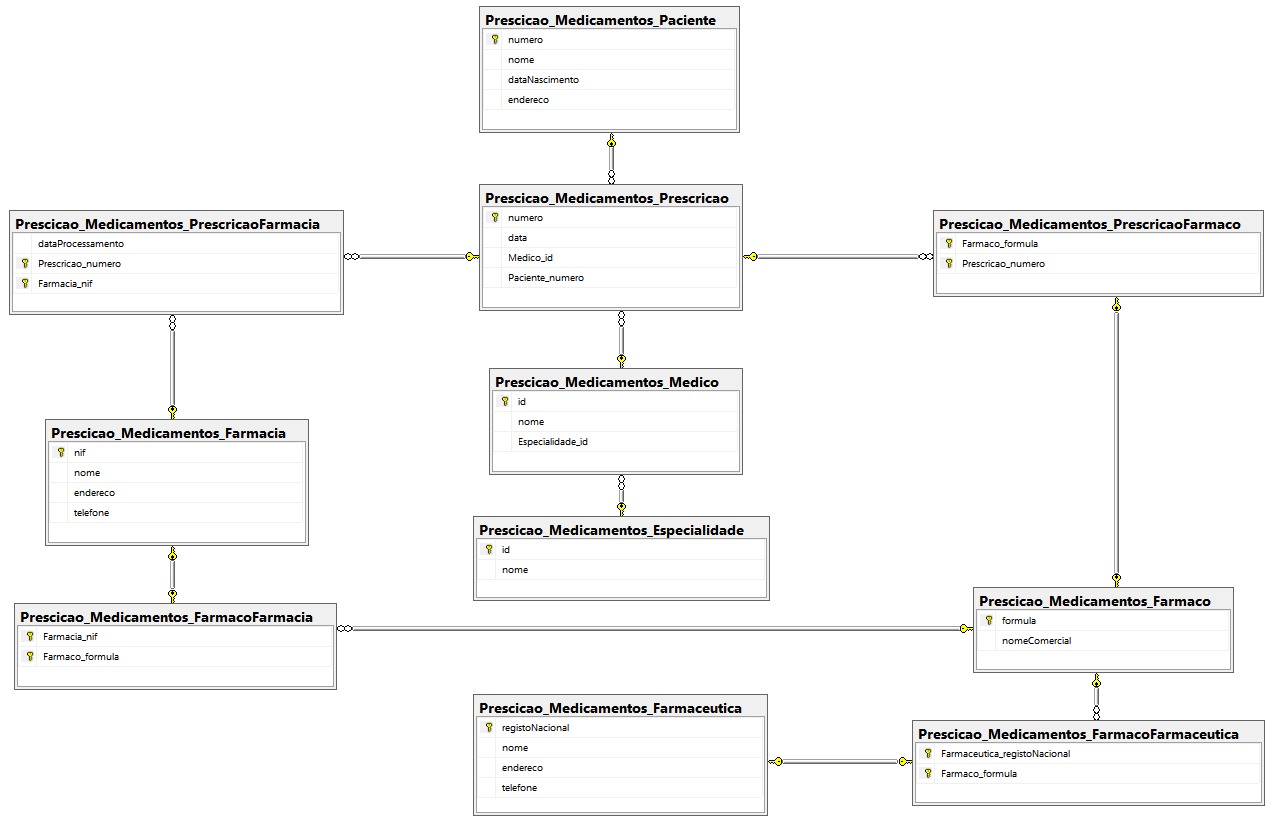 Prescicao_Medicamentos_Paciente
numero
nome
dataNascimento
endereco
Prescicao_Medicamentos_Prescricao
numero
data
Medico_id
Paciente_numero
Prescicao_Medicamentos_PrescricaoFarmacia
dataProcessamento
Prescricao_numero
Farmacia_nif
Prescicao_Medicamentos_PrescricaoFarmaco
Farmaco_formula
Prescricao_numero
Prescicao_Medicamentos_Medico
id
nome
Especialidade_id
Prescicao_Medicamentos_Farmacia
nif
nome
endereco
telefone
Prescicao_Medicamentos_Especialidade
id
nome
Prescicao_Medicamentos_FarmacoFarmacia
Farmacia_nif
Farmaco_formula
Prescicao_Medicamentos_Farmaco
formula
nomeComercial
Prescicao_Medicamentos_Farmaceutica
registoNacional
nome
endereco
telefone
Prescicao_Medicamentos_FarmacoFarmaceutica
Farmaceutica_registoNacional
Farmaco_formula